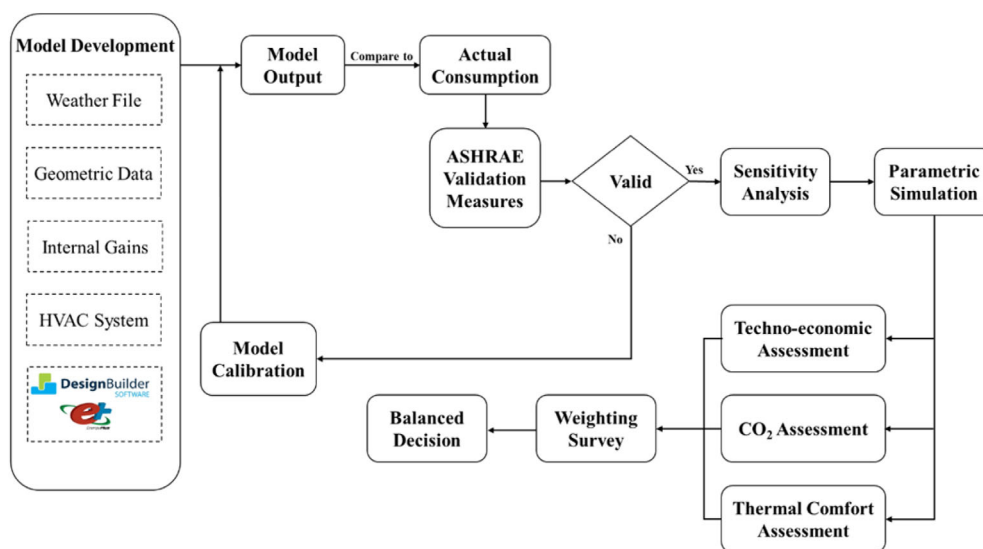 Model Development
Weather File
Geometric Data
Internal Gains
HVAC System
DesignBuilder
SOFTWARE
Model
Output
Compare to
Actual
Consumption
ASHRAE
Validation
Measures
Valid
Yes
No
Sensitivity
Analysis
Parametric
Simulation
Model
Calibration
Techno-economic
Assessment
CO₂ Assessment
Thermal Comfort
Assessment
Weighting
Survey
Balanced
Decision